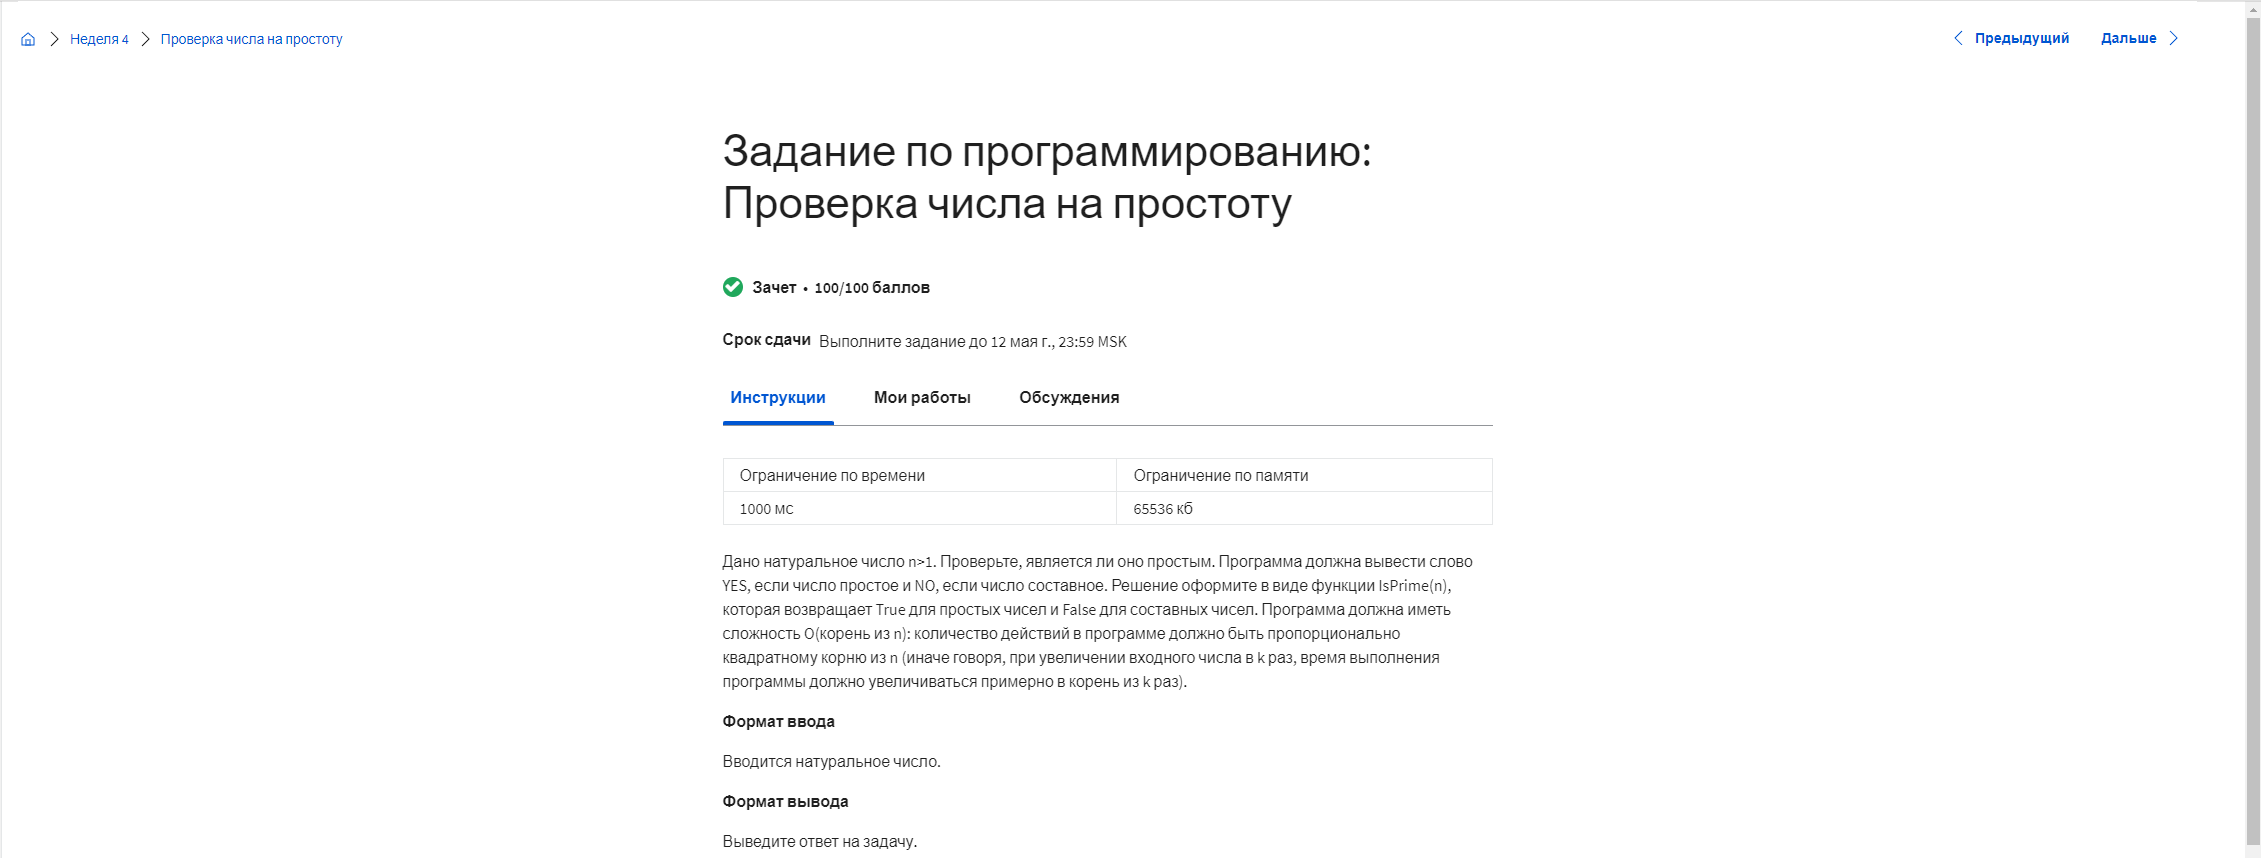 Неделя 4 Проверка числа на простоту Предыдущий Дальше
Задание по программированию:
Проверка числа на простоту
Зачет • 100/100 баллов
Срок сдачи Выполните задание до 12 мая г., 23:59 MSK
Инструкции Мои работы Обсуждения
Ограничение по времени Ограничение по памяти
1000 мс 65536 кб
Дано натуральное число n>1. Проверьте, является ли оно простым. Программа должна вывести слово
YES, если число простое и NO, если число составное. Решение оформите в виде функции IsPrime(n),
которая возвращает True для простых чисел и False для составных чисел. Программа должна иметь
сложность O(корень из n): количество действий в программе должно быть пропорционально
квадратному корню из n (иначе говоря, при увеличении входного числа в k раз, время выполнения
программы должно увеличиваться примерно в корень из k раз).
Формат ввода
Вводится натуральное число.
Формат вывода
Выведите ответ на задачу.